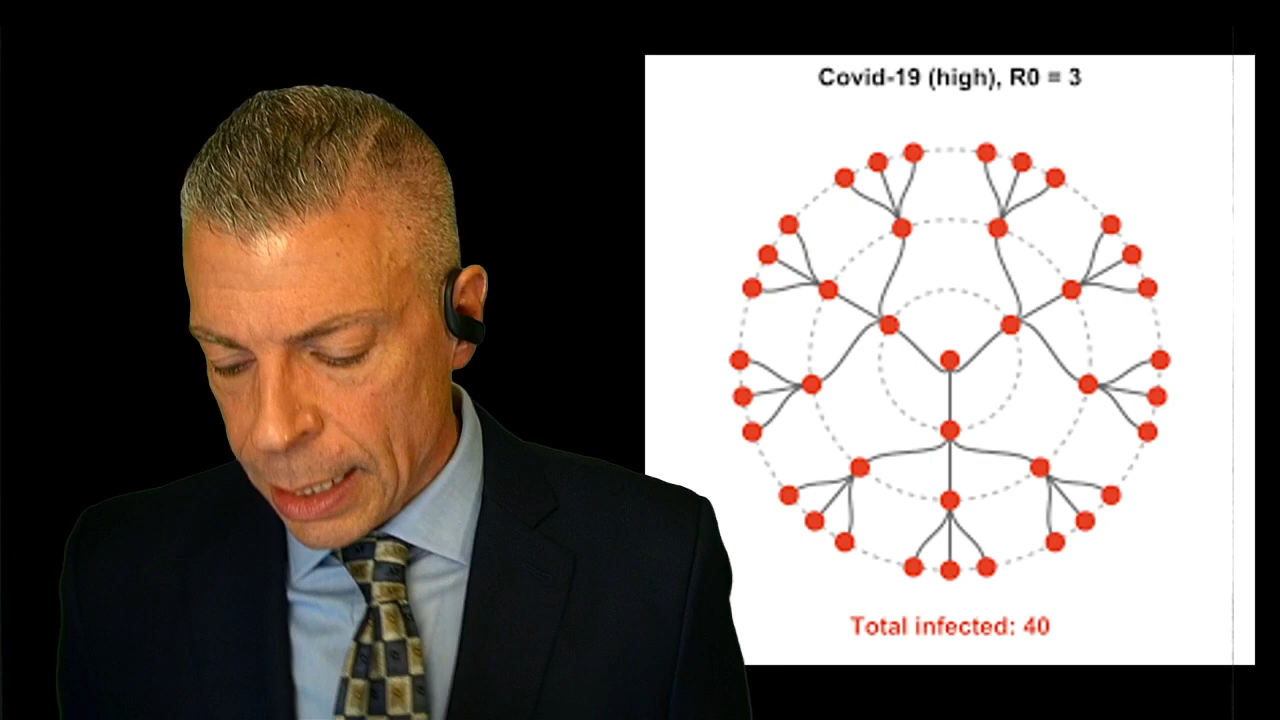 Covid-19 (high), R0 = 3
Total infected: 40